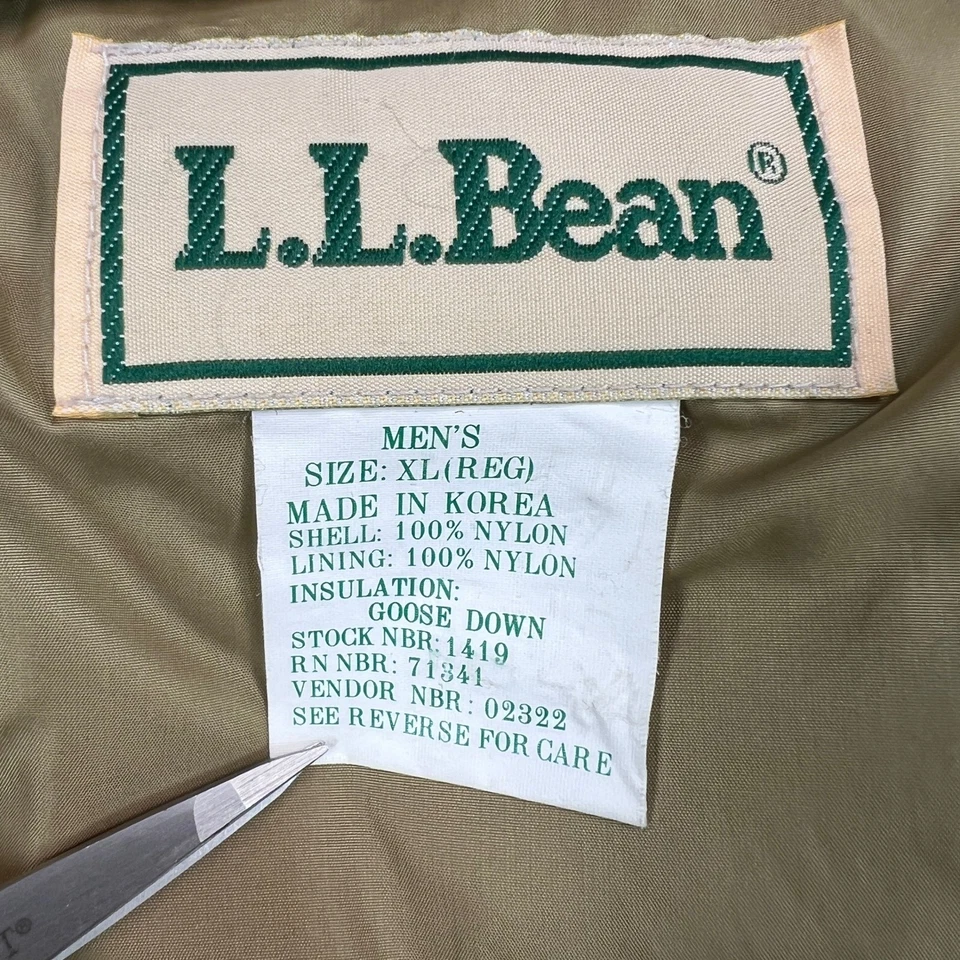 L.L.Bean®
MEN'S
SIZE: XL(REG)
MADE IN KOREA
SHELL: 100% NYLON
LINING: 100% NYLON
INSULATION:
GOOSE DOWN
STOCK NBR: 1419
RN NBR: 71341
VENDOR NBR: 02322
SEE REVERSE FOR CARE